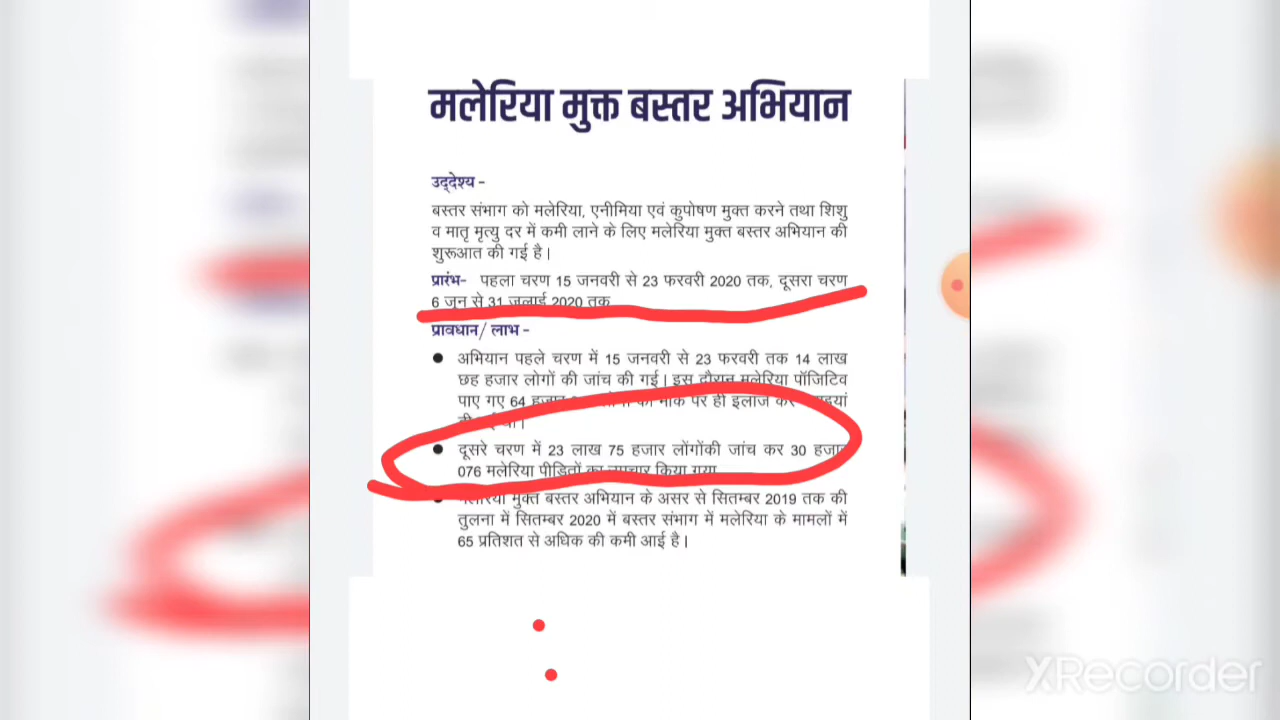 मलेरिया मुक्त बस्तर अभियान
उद्देश्य -
बस्तर संभाग को मलेरिया, एनीमिया एवं कुपोषण मुक्त करने तथा शिशु
व मातृ मृत्यु दर में कमी लाने के लिए मलेरिया मुक्त बस्तर अभियान की
शुरूआत की गई है।
प्रारंभ- पहला चरण 15 जनवरी से 23 फरवरी 2020 तक, दूसरा चरण
6 जून से 31 जुलाई 2020 तक
प्रावधान/ लाभ -
अभियान पहले चरण में 15 जनवरी से 23 फरवरी तक 14 लाख
छह हजार लोगों की जांच की गई। इस दौरान मलेरिया पॉजिटिव
पाए गए 64 हजार पर ही इलाज कर
दूसरे चरण में 23 लाख 75 हजार लोंगोंकी जांच कर 30 हजार
076 मलेरिया पीड़ितों का उपचार किया गया
मलेरिया मुक्त बस्तर अभियान के असर से सितम्बर 2019 तक की
तुलना में सितम्बर 2020 में बस्तर संभाग में मलेरिया के मामलों में
65 प्रतिशत से अधिक की कमी आई है।
XRecorder